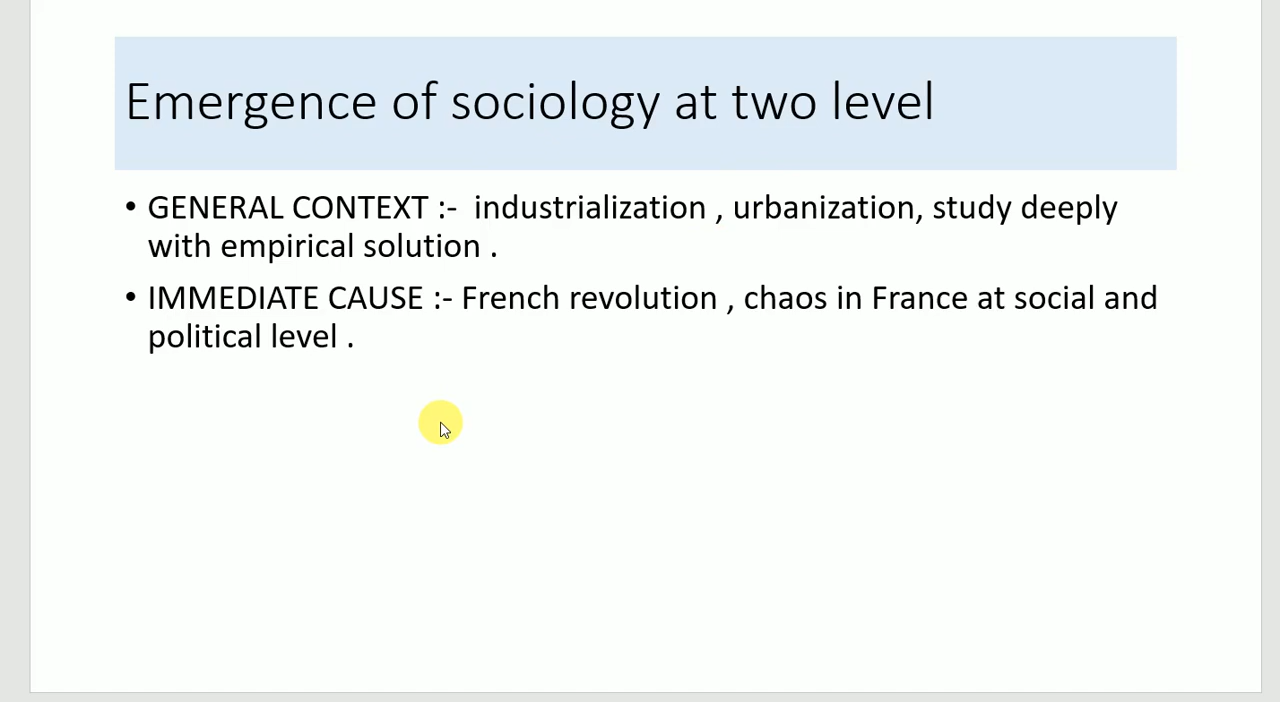 Emergence of sociology at two level
• GENERAL CONTEXT :-  industrialization , urbanization, study deeply
with empirical solution .
• IMMEDIATE CAUSE :- French revolution , chaos in France at social and
political level .